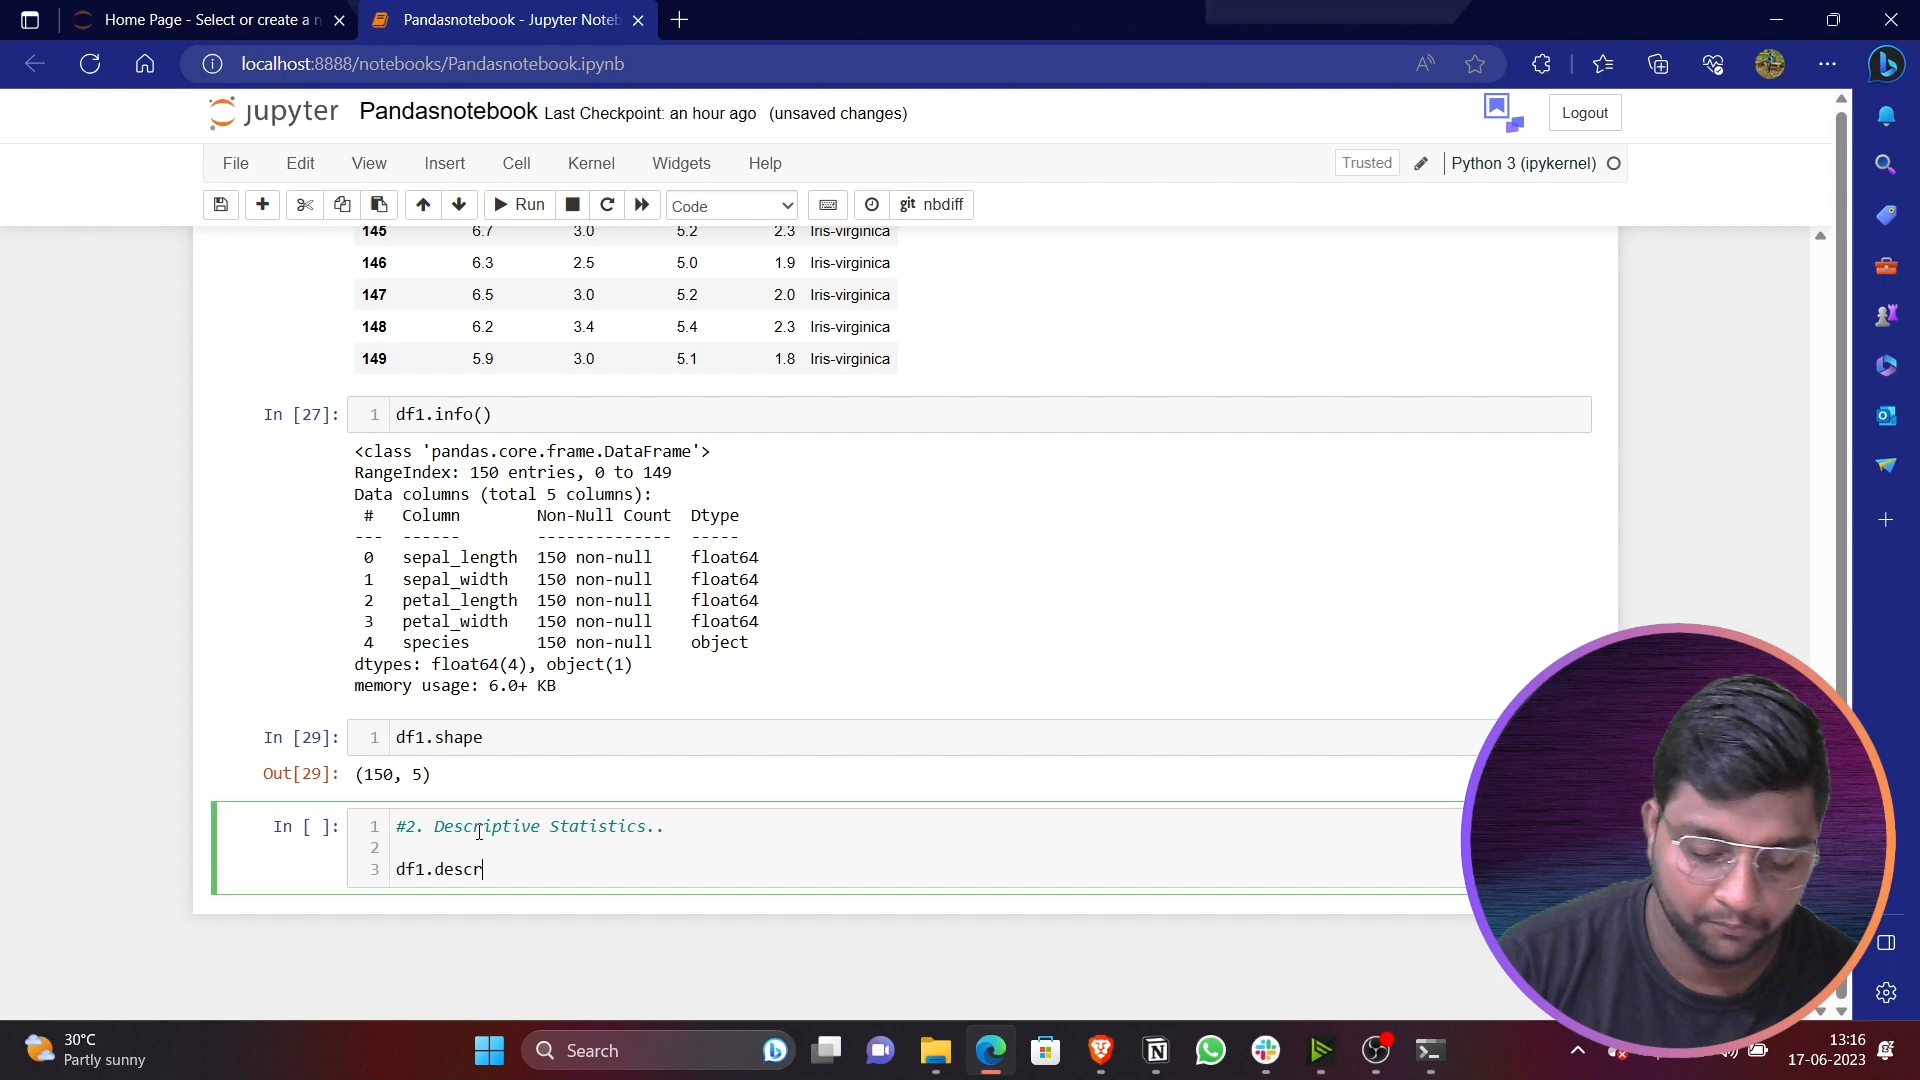 Home Page - Select or create a n
Pandasnotebook - Jupyter Noteb
localhost:8888/notebooks/Pandasnotebook.ipynb
jupyter Pandasnotebook Last Checkpoint: an hour ago (unsaved changes)
Logout
File Edit View Insert Cell Kernel Widgets Help
Trusted
Python 3 (ipykernel)
Run
Code
git nbdiff
145 6.7 3.0 5.2 2.3 Iris-virginica
146 6.3 2.5 5.0 1.9 Iris-virginica
147 6.5 3.0 5.2 2.0 Iris-virginica
148 6.2 3.4 5.4 2.3 Iris-virginica
149 5.9 3.0 5.1 1.8 Iris-virginica
In [27]: 1 df1.info()
<class 'pandas.core.frame.DataFrame'>
RangeIndex: 150 entries, 0 to 149
Data columns (total 5 columns):
# Column Non-Null Count Dtype
--- ------ -------------- -----
0 sepal_length 150 non-null float64
1 sepal_width 150 non-null float64
2 petal_length 150 non-null float64
3 petal_width 150 non-null float64
4 species 150 non-null object
dtypes: float64(4), object(1)
memory usage: 6.0+ KB
In [29]: 1 df1.shape
Out[29]: (150, 5)
In [ ]: 1 #2. Descriptive Statistics..
2
3 df1.descr
30°C
Partly sunny
Search
13:16
17-06-2023